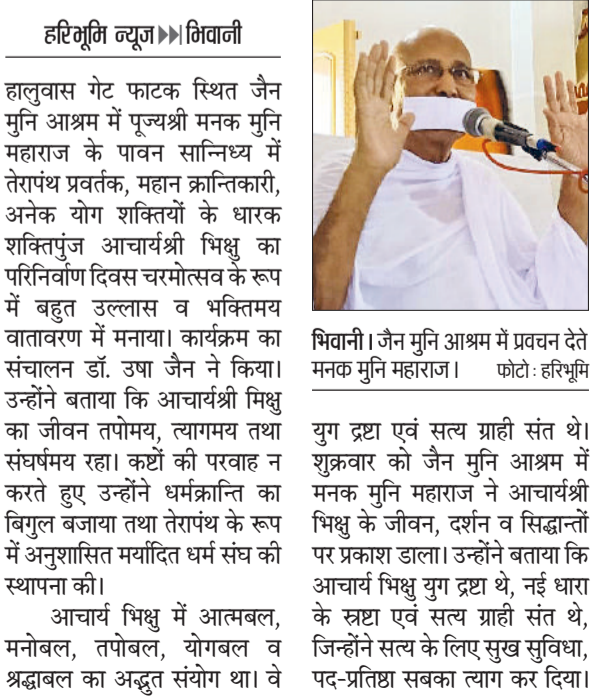 हरिभूमि न्यूज▶▶|भिवानी
हालुवास गेट फाटक स्थित जैन
मुनि आश्रम में पूज्यश्री मनक मुनि
महाराज के पावन सान्निध्य में
तेरापंथ प्रवर्तक, महान क्रान्तिकारी,
अनेक योग शक्तियों के धारक
शक्तिपुंज आचार्यश्री भिक्षु का
परिनिर्वाण दिवस चरमोत्सव के रूप
में बहुत उल्लास व भक्तिमय
वातावरण में मनाया। कार्यक्रम का
संचालन डॉ. उषा जैन ने किया।
उन्होंने बताया कि आचार्यश्री मिक्षु
का जीवन तपोमय, त्यागमय तथा
संघर्षमय रहा। कष्टों की परवाह न
करते हुए उन्होंने धर्मक्रान्ति का
बिगुल बजाया तथा तेरापंथ के रूप
में अनुशासित मर्यादित धर्म संघ की
स्थापना की।
आचार्य भिक्षु में आत्मबल,
मनोबल, तपोबल, योगबल व
श्रद्धाबल का अद्भुत संयोग था। वे
भिवानी। जैन मुनि आश्रम में प्रवचन देते
मनक मुनि महाराज। फोटो : हरिभूमि
युग द्रष्टा एवं सत्य ग्राही संत थे।
शुक्रवार को जैन मुनि आश्रम में
मनक मुनि महाराज ने आचार्यश्री
भिक्षु के जीवन, दर्शन व सिद्धान्तों
पर प्रकाश डाला। उन्होंने बताया कि
आचार्य भिक्षु युग द्रष्टा थे, नई धारा
के स्रष्टा एवं सत्य ग्राही संत थे,
जिन्होंने सत्य के लिए सुख सुविधा,
पद-प्रतिष्ठा सबका त्याग कर दिया।